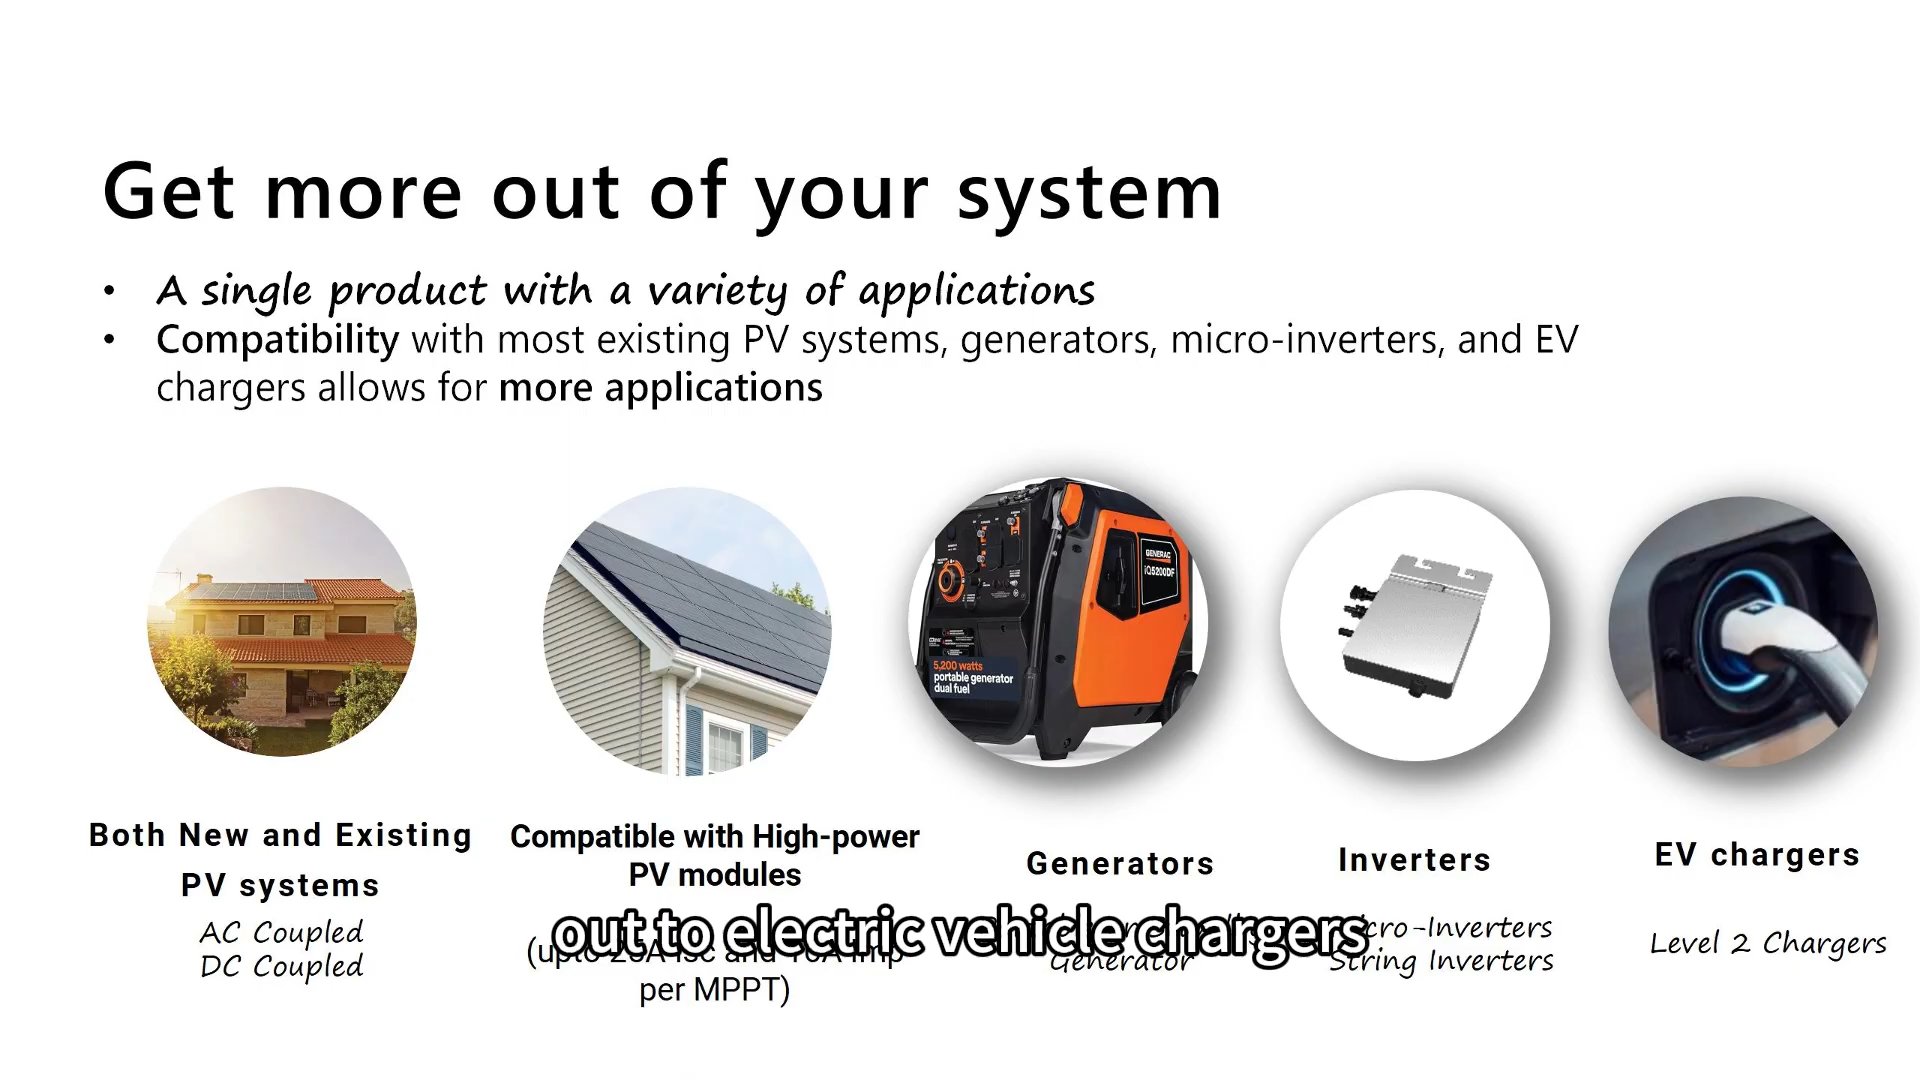 Get more out of your system
• A single product with a variety of applications
• Compatibility with most existing PV systems, generators, micro-inverters, and EV
chargers allows for more applications
GENERAC
iQ5200DF
5,200 watts
portable generator
dual fuel
Both New and Existing
PV systems
AC Coupled
DC Coupled
Compatible with High-power
PV modules
per MPPT)
Generators
Generator
Inverters
String Inverters
EV chargers
Level 2 Chargers
out to electric vehicle chargers